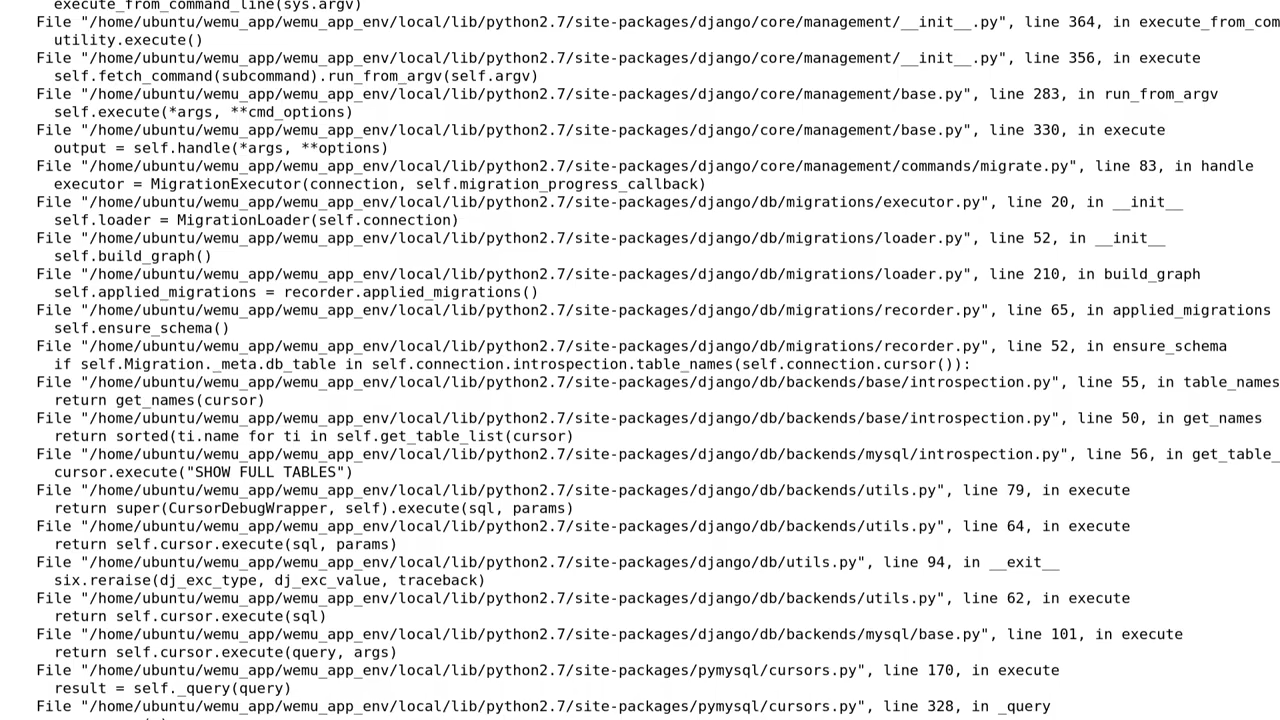 execute_from_command_line(sys.argv)
File "/home/ubuntu/wemu_app/wemu_app_env/local/lib/python2.7/site-packages/django/core/management/__init__.py", line 364, in execute_from_com
utility.execute()
File "/home/ubuntu/wemu_app/wemu_app_env/local/lib/python2.7/site-packages/django/core/management/__init__.py", line 356, in execute
self.fetch_command(subcommand).run_from_argv(self.argv)
File "/home/ubuntu/wemu_app/wemu_app_env/local/lib/python2.7/site-packages/django/core/management/base.py", line 283, in run_from_argv
self.execute(*args, **cmd_options)
File "/home/ubuntu/wemu_app/wemu_app_env/local/lib/python2.7/site-packages/django/core/management/base.py", line 330, in execute
output = self.handle(*args, **options)
File "/home/ubuntu/wemu_app/wemu_app_env/local/lib/python2.7/site-packages/django/core/management/commands/migrate.py", line 83, in handle
executor = MigrationExecutor(connection, self.migration_progress_callback)
File "/home/ubuntu/wemu_app/wemu_app_env/local/lib/python2.7/site-packages/django/db/migrations/executor.py", line 20, in __init__
self.loader = MigrationLoader(self.connection)
File "/home/ubuntu/wemu_app/wemu_app_env/local/lib/python2.7/site-packages/django/db/migrations/loader.py", line 52, in __init__
self.build_graph()
File "/home/ubuntu/wemu_app/wemu_app_env/local/lib/python2.7/site-packages/django/db/migrations/loader.py", line 210, in build_graph
self.applied_migrations = recorder.applied_migrations()
File "/home/ubuntu/wemu_app/wemu_app_env/local/lib/python2.7/site-packages/django/db/migrations/recorder.py", line 65, in applied_migrations
self.ensure_schema()
File "/home/ubuntu/wemu_app/wemu_app_env/local/lib/python2.7/site-packages/django/db/migrations/recorder.py", line 52, in ensure_schema
if self.Migration._meta.db_table in self.connection.introspection.table_names(self.connection.cursor()):
File "/home/ubuntu/wemu_app/wemu_app_env/local/lib/python2.7/site-packages/django/db/backends/base/introspection.py", line 55, in table_names
return get_names(cursor)
File "/home/ubuntu/wemu_app/wemu_app_env/local/lib/python2.7/site-packages/django/db/backends/base/introspection.py", line 50, in get_names
return sorted(ti.name for ti in self.get_table_list(cursor)
File "/home/ubuntu/wemu_app/wemu_app_env/local/lib/python2.7/site-packages/django/db/backends/mysql/introspection.py", line 56, in get_table_
cursor.execute("SHOW FULL TABLES")
File "/home/ubuntu/wemu_app/wemu_app_env/local/lib/python2.7/site-packages/django/db/backends/utils.py", line 79, in execute
return super(CursorDebugWrapper, self).execute(sql, params)
File "/home/ubuntu/wemu_app/wemu_app_env/local/lib/python2.7/site-packages/django/db/backends/utils.py", line 64, in execute
return self.cursor.execute(sql, params)
File "/home/ubuntu/wemu_app/wemu_app_env/local/lib/python2.7/site-packages/django/db/utils.py", line 94, in __exit__
six.reraise(dj_exc_type, dj_exc_value, traceback)
File "/home/ubuntu/wemu_app/wemu_app_env/local/lib/python2.7/site-packages/django/db/backends/utils.py", line 62, in execute
return self.cursor.execute(sql)
File "/home/ubuntu/wemu_app/wemu_app_env/local/lib/python2.7/site-packages/django/db/backends/mysql/base.py", line 101, in execute
return self.cursor.execute(query, args)
File "/home/ubuntu/wemu_app/wemu_app_env/local/lib/python2.7/site-packages/pymysql/cursors.py", line 170, in execute
result = self._query(query)
File "/home/ubuntu/wemu_app/wemu_app_env/local/lib/python2.7/site-packages/pymysql/cursors.py", line 328, in _query